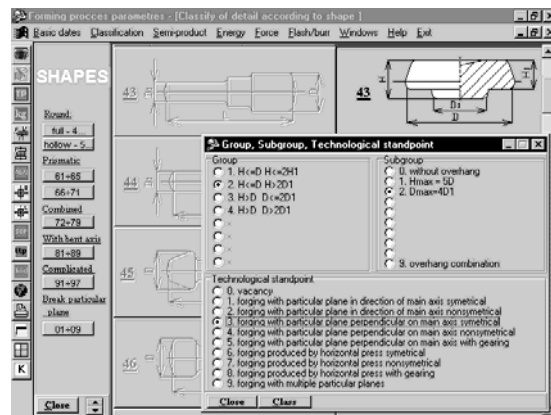 Forming procces parametres - [Classify of detail according to shape ]
Basic dates Classification Semi-product Energy Force Flash/burr Windows Help Exit
SHAPES
Round:
full - 4...
hollow - 5...
Prismatic
61÷65
66÷71
Combused
72÷79
With bent axis
81÷89
Complicated
91÷97
Break particular
plane
01÷09
Close
K
43
44
45
46
43
H
H1
D1
D
Group, Subgroup, Technological standpoint
Group
1. H<=D H<=2H1
2. H<=D H>2D1
3. H>D D<=2D1
4. H>D D>2D1
Subgroup
0. without overhang
1. Hmax = 5D
2. Dmax=4D1
9. overhang combination
Technological standpoint
0. vacancy
1. forging with particular plane in direction of main axis symetrical
2. forging with particular plane in direction of main axis nonsymetrical
3. forging with particular plane perpendicular on main axis symetrical
4. forging with particular plane perpendicular on main axis nonsymetrical
5. forging with particular plane perpendicular on main axis with gearing
6. forging produced by horizontal press symetrical
7. forging produced by horizontal press nonsymetrical
8. forging produced by horizontal press with gearing
9. forging with multiple particular planes
Close Class